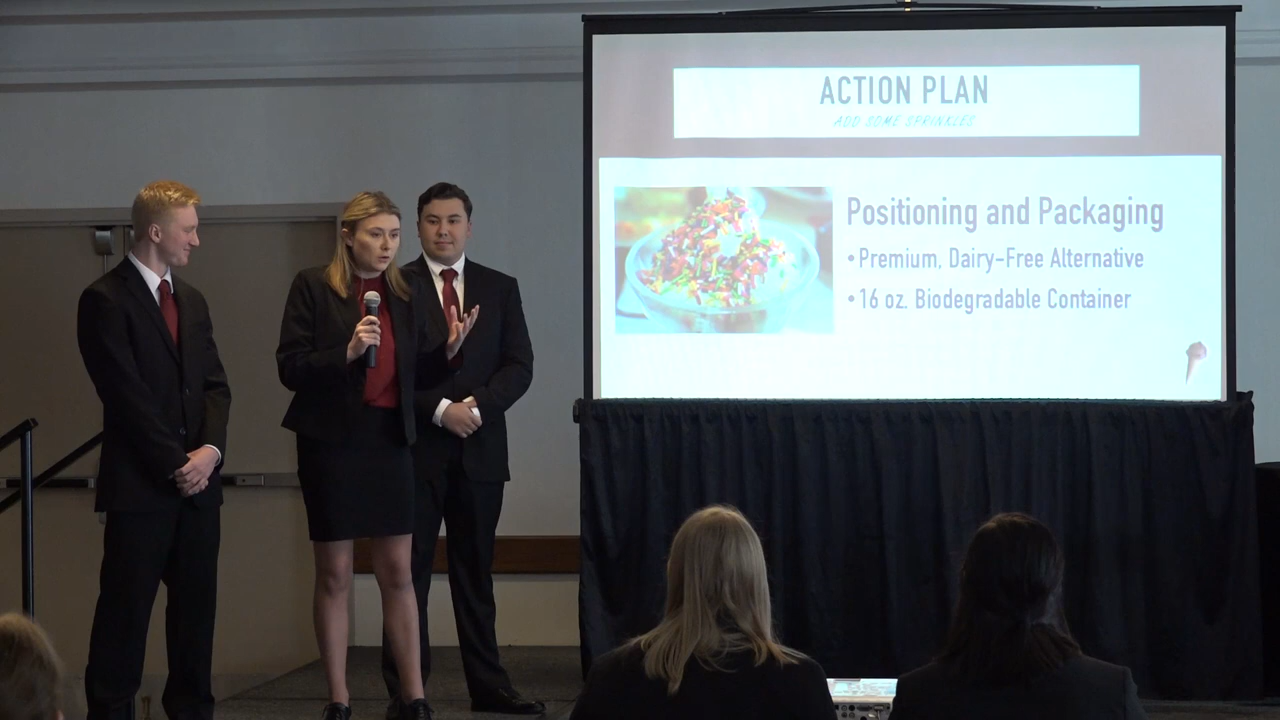 ACTION PLAN
ADD SOME SPRINKLES
Positioning and Packaging
• Premium, Dairy-Free Alternative
• 16 oz. Biodegradable Container